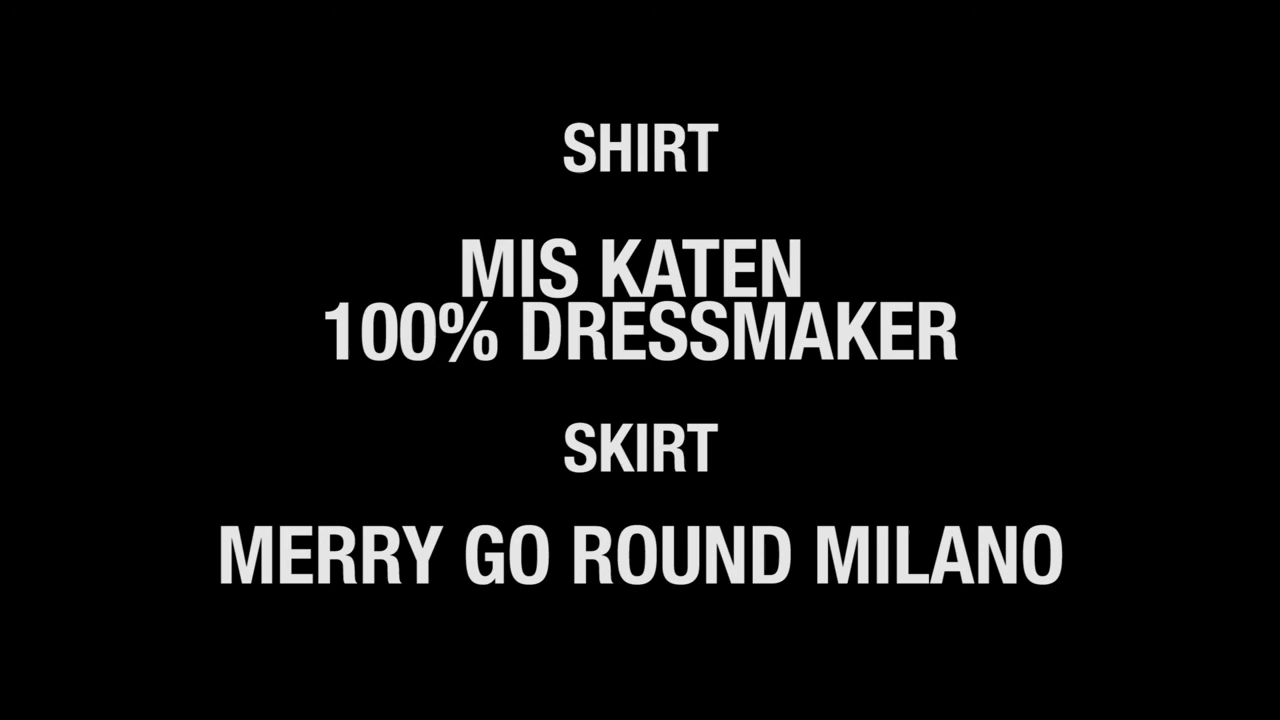 SHIRT
MIS KATEN
100% DRESSMAKER
SKIRT
MERRY GO ROUND MILANO